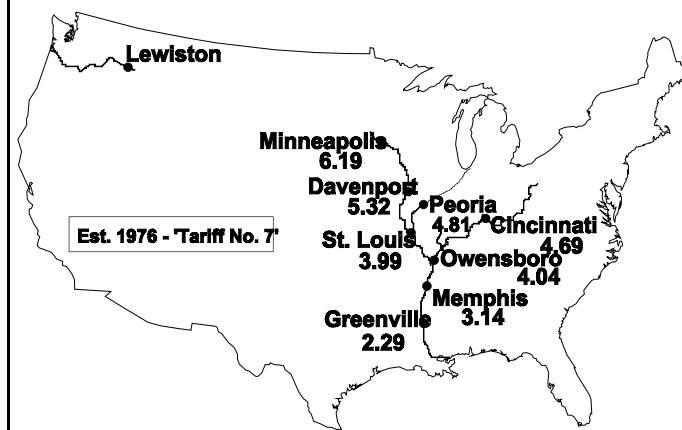 Lewiston
Minneapolis
6.19
Davenport
5.32
Peoria
4.81
Cincinnati
4.69
Est. 1976 - 'Tariff No. 7'
St. Louis
3.99
Owensboro
4.04
Memphis
3.14
Greenville
2.29